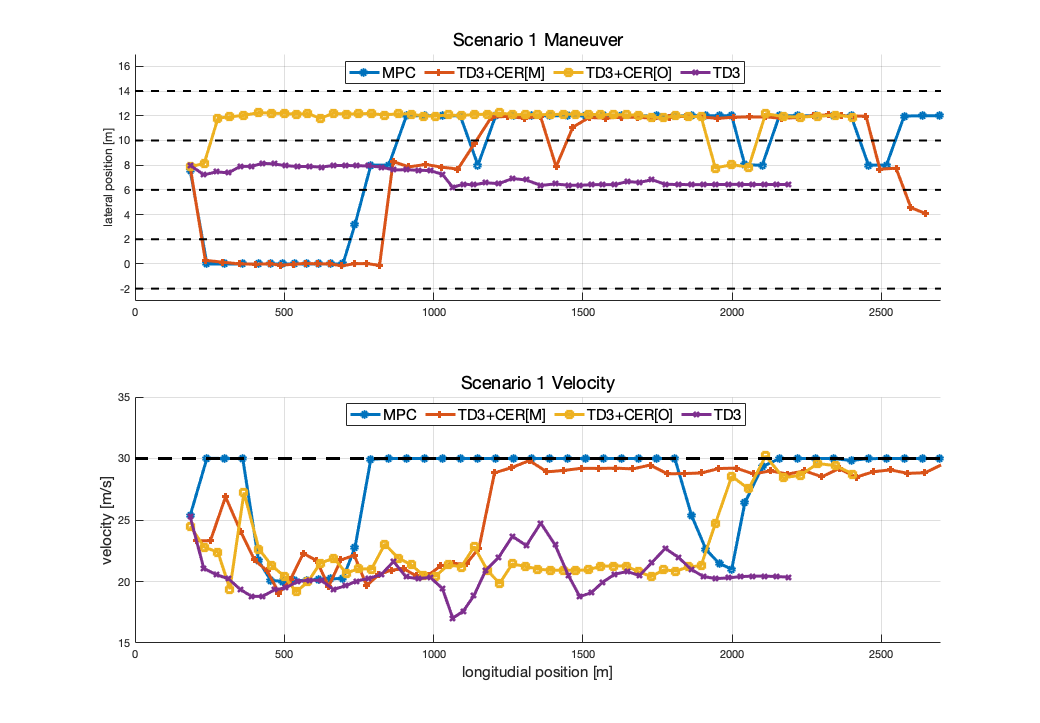 Scenario 1 Maneuver
MPC TD3+CER[M] TD3+CER[O] TD3
lateral position [m]
16
14
12
10
8
6
4
2
0
-2
0 500 1000 1500 2000 2500
Scenario 1 Velocity
MPC TD3+CER[M] TD3+CER[O] TD3
velocity [m/s]
35
30
25
20
15
0 500 1000 1500 2000 2500
longitudial position [m]